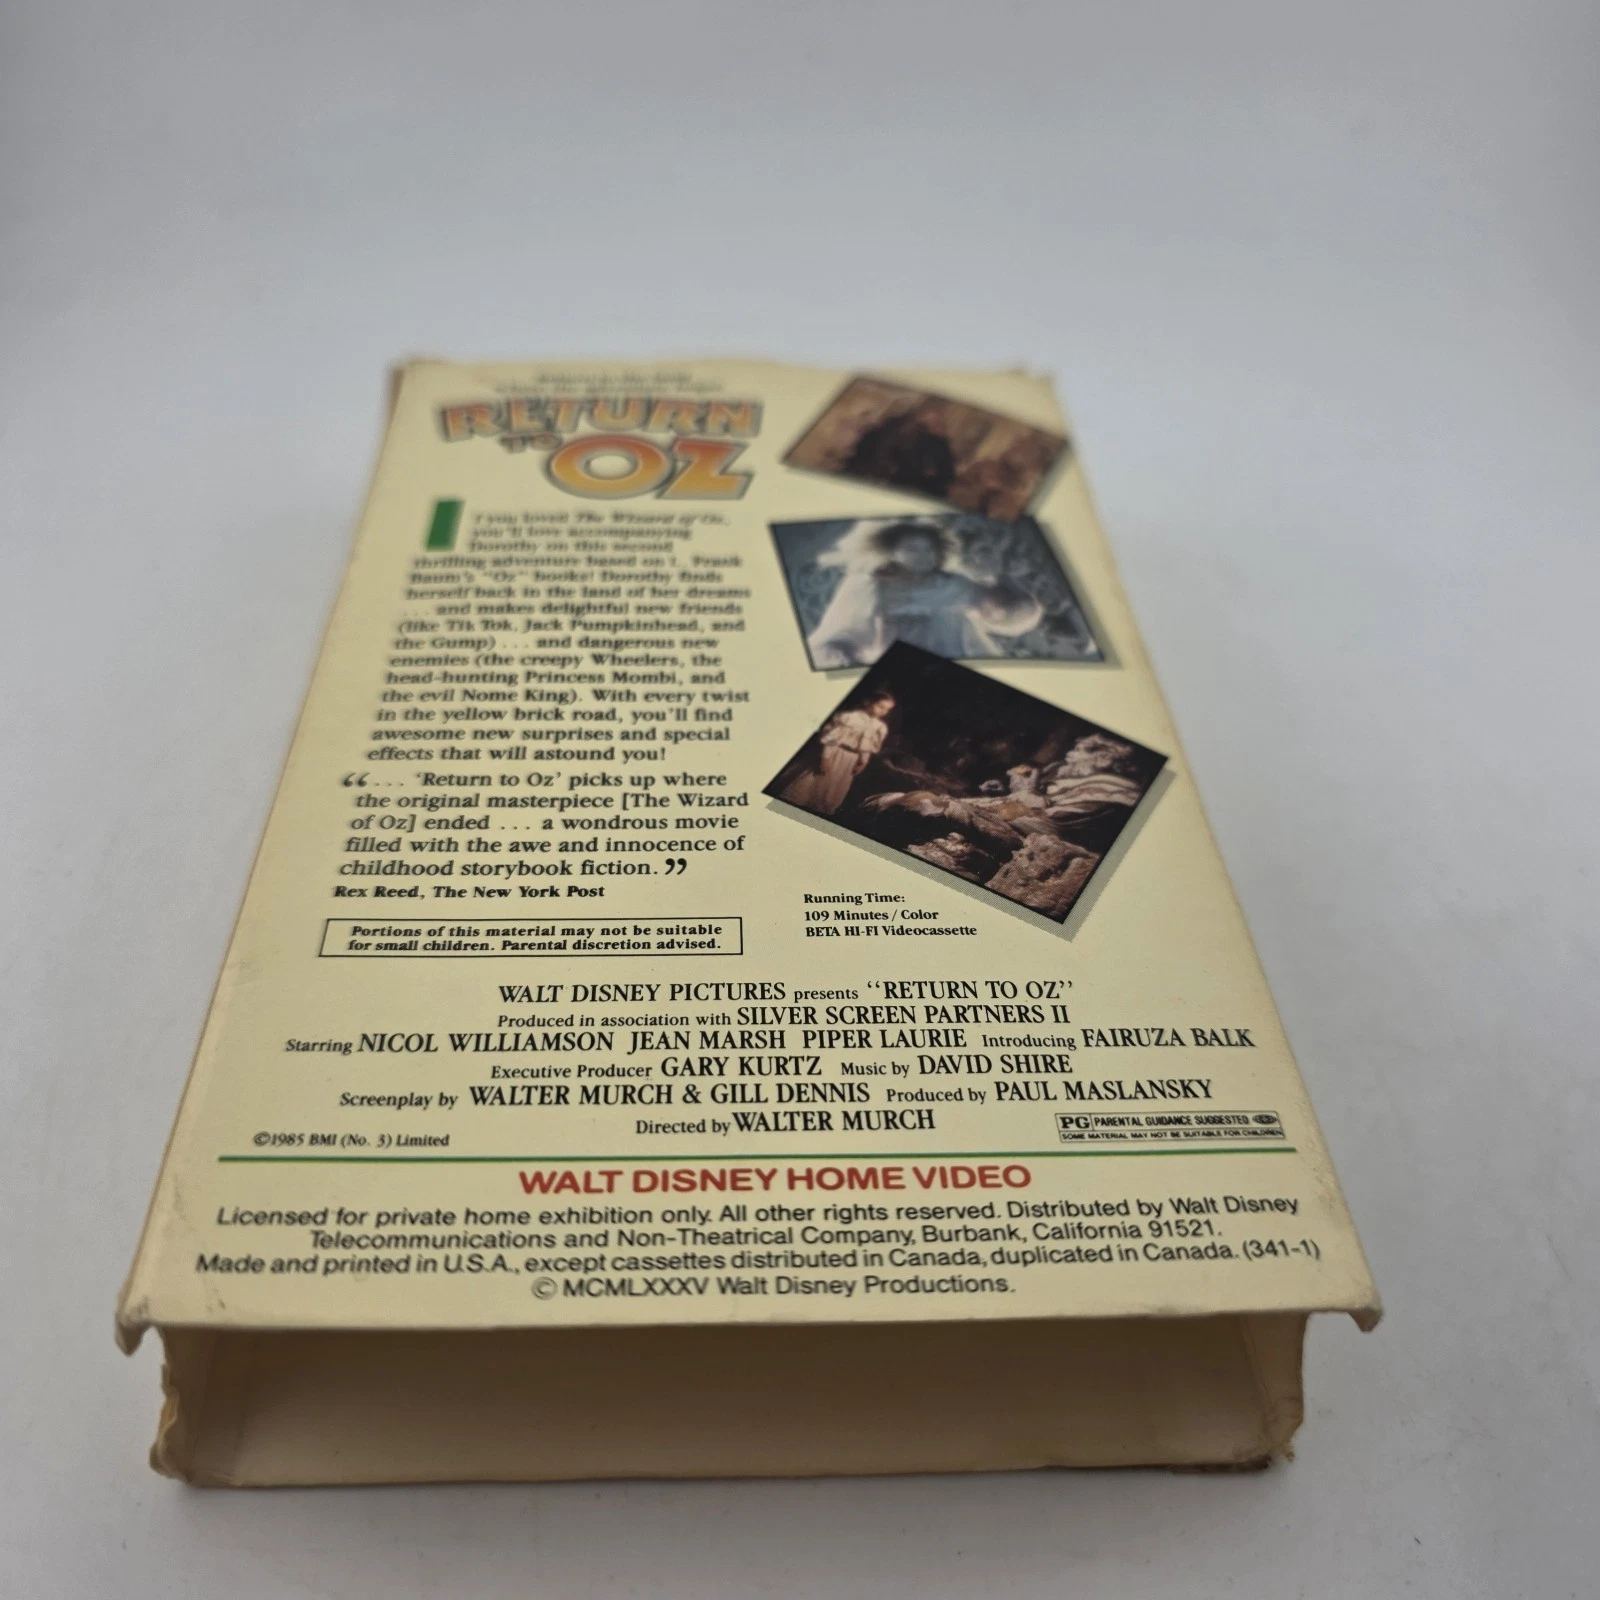 RETURN
TO OZ
f you loved The Wizard of Oz,
you'll love accompanying
Dorothy on this second
thrilling adventure based on L. Frank
Baum's "Oz" books! Dorothy finds
herself back in the land of her dreams
. . . and makes delightful new friends
(like Tik Tok, Jack Pumpkinhead, and
the Gump) . . . and dangerous new
enemies (the creepy Wheelers, the
head-hunting Princess Mombi, and
the evil Nome King). With every twist
in the yellow brick road, you'll find
awesome new surprises and special
effects that will astound you!
“. . . 'Return to Oz' picks up where
the original masterpiece [The Wizard
of Oz] ended . . . a wondrous movie
filled with the awe and innocence of
childhood storybook fiction.”
Rex Reed, The New York Post
Portions of this material may not be suitable
for small children. Parental discretion advised.
Running Time:
109 Minutes / Color
BETA HI-FI Videocassette
WALT DISNEY PICTURES presents “RETURN TO OZ”
Produced in association with SILVER SCREEN PARTNERS II
Starring NICOL WILLIAMSON JEAN MARSH PIPER LAURIE Introducing FAIRUZA BALK
Executive Producer GARY KURTZ Music by DAVID SHIRE
Screenplay by WALTER MURCH & GILL DENNIS Produced by PAUL MASLANSKY
Directed by WALTER MURCH
©1985 BMI (No. 3) Limited
PG PARENTAL GUIDANCE SUGGESTED
SOME MATERIAL MAY NOT BE SUITABLE FOR CHILDREN
WALT DISNEY HOME VIDEO
Licensed for private home exhibition only. All other rights reserved. Distributed by Walt Disney
Telecommunications and Non-Theatrical Company, Burbank, California 91521.
Made and printed in U.S.A., except cassettes distributed in Canada, duplicated in Canada. (341-1)
© MCMLXXXV Walt Disney Productions.